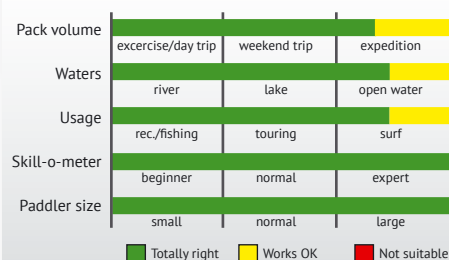 Pack volume
excercise/day trip weekend trip expedition
Waters
river lake open water
Usage
rec./fishing touring surf
Skill-o-meter
beginner normal expert
Paddler size
small normal large
Totally right Works OK Not suitable